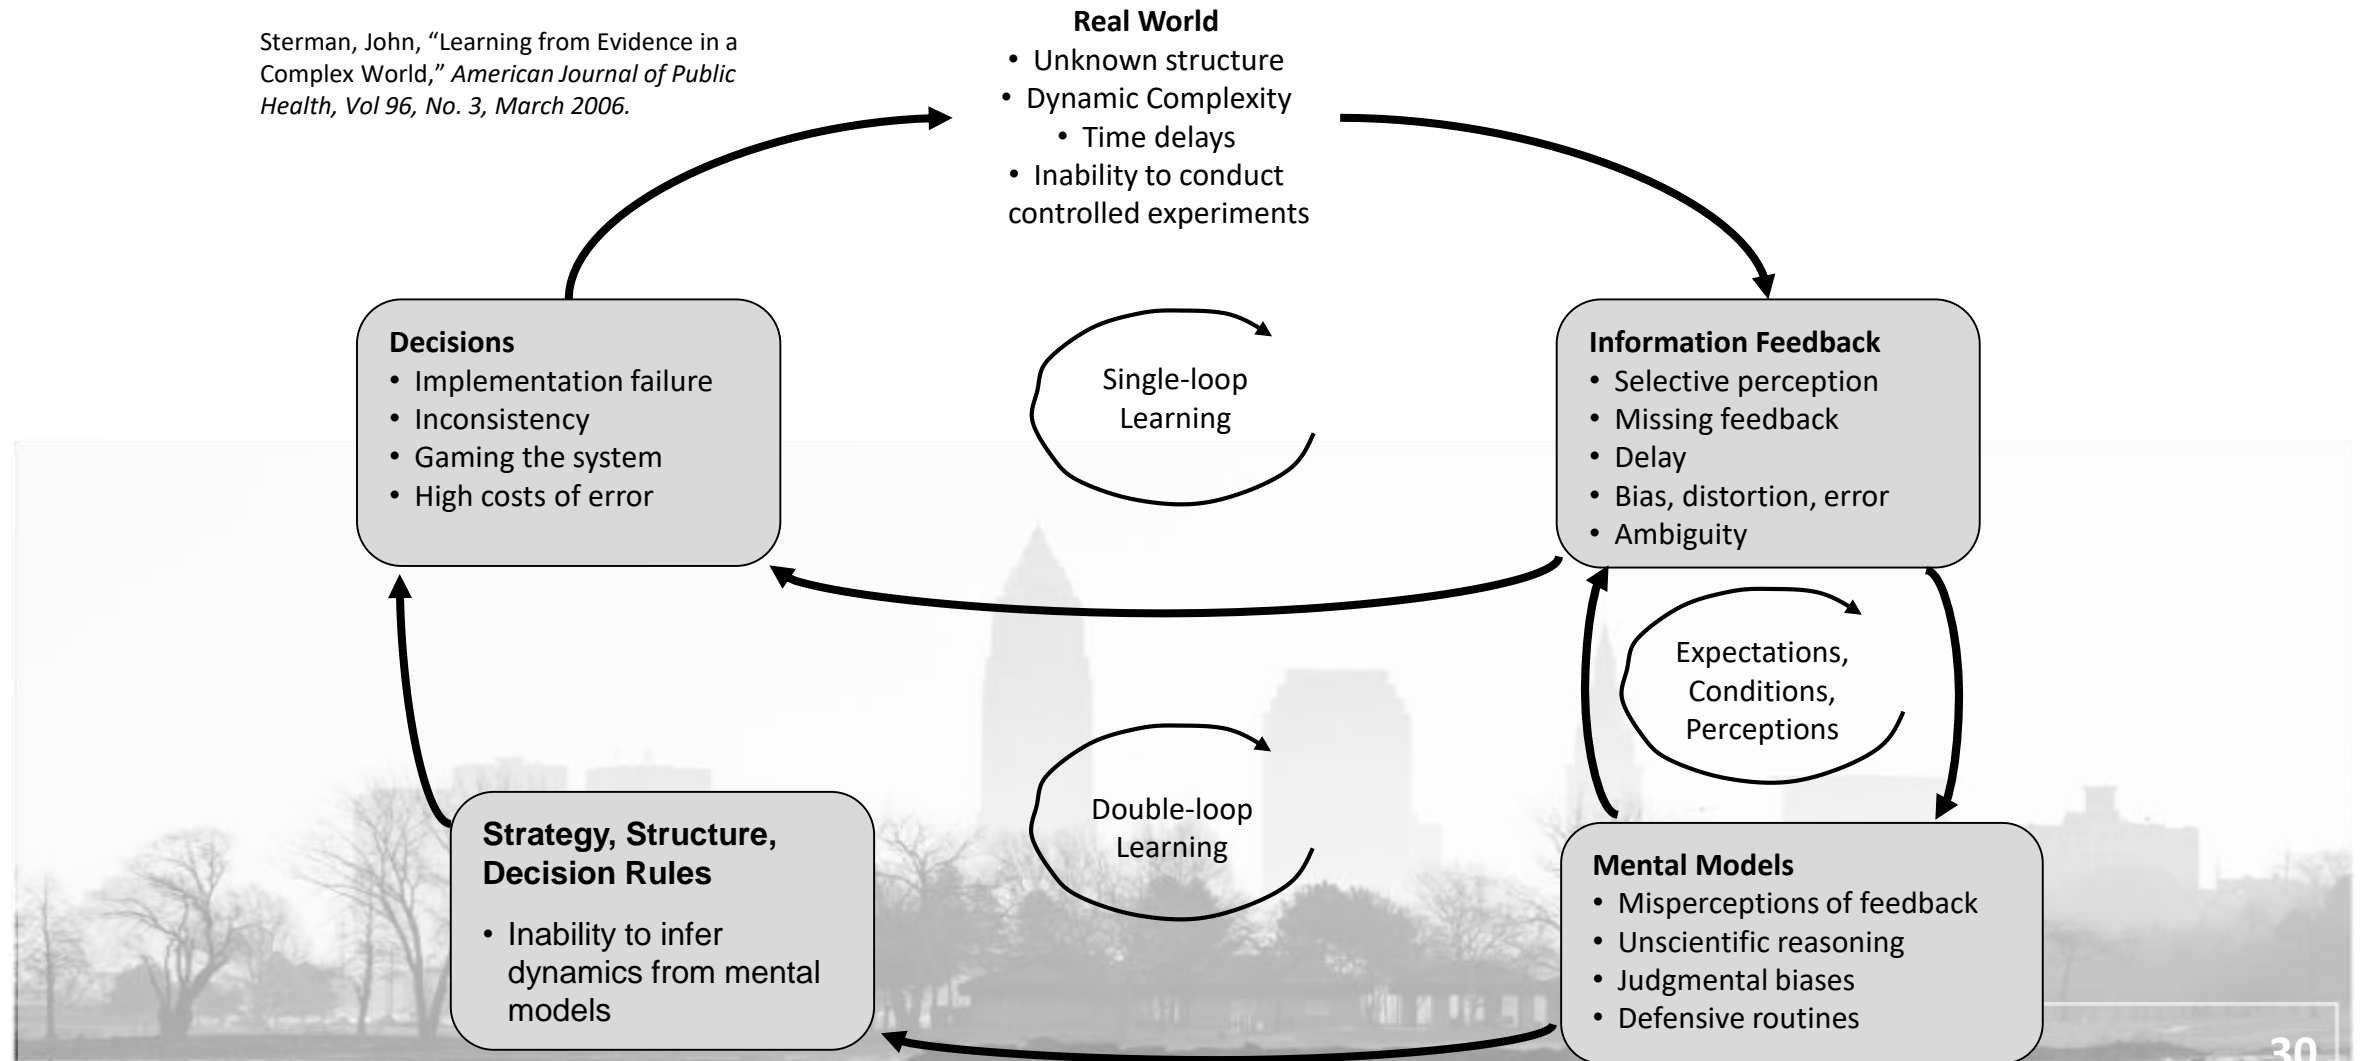 Sterman, John, “Learning from Evidence in a
Complex World,” American Journal of Public
Health, Vol 96, No. 3, March 2006.
Real World
• Unknown structure
• Dynamic Complexity
• Time delays
• Inability to conduct
controlled experiments
Decisions
• Implementation failure
• Inconsistency
• Gaming the system
• High costs of error
Single-loop
Learning
Information Feedback
• Selective perception
• Missing feedback
• Delay
• Bias, distortion, error
• Ambiguity
Expectations,
Conditions,
Perceptions
Strategy, Structure,
Decision Rules
• Inability to infer
dynamics from mental
models
Double-loop
Learning
Mental Models
• Misperceptions of feedback
• Unscientific reasoning
• Judgmental biases
• Defensive routines
30